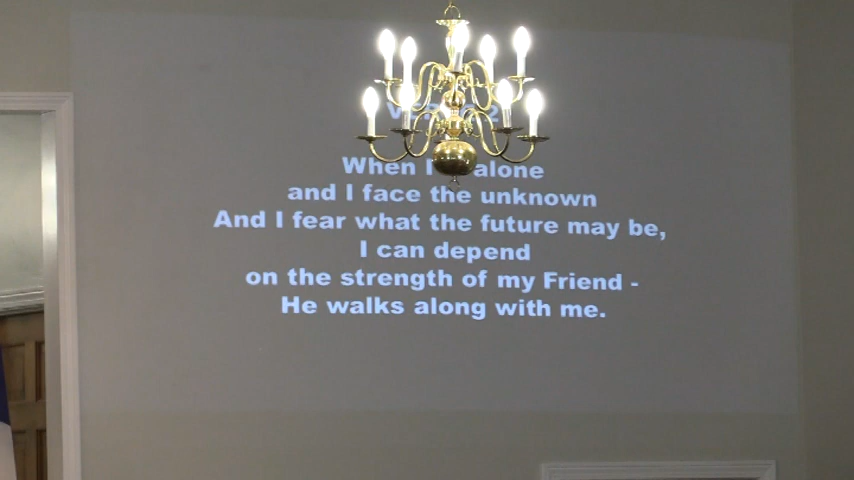 When I alone
and I face the unknown
And I fear what the future may be,
I can depend
on the strength of my Friend -
He walks along with me.